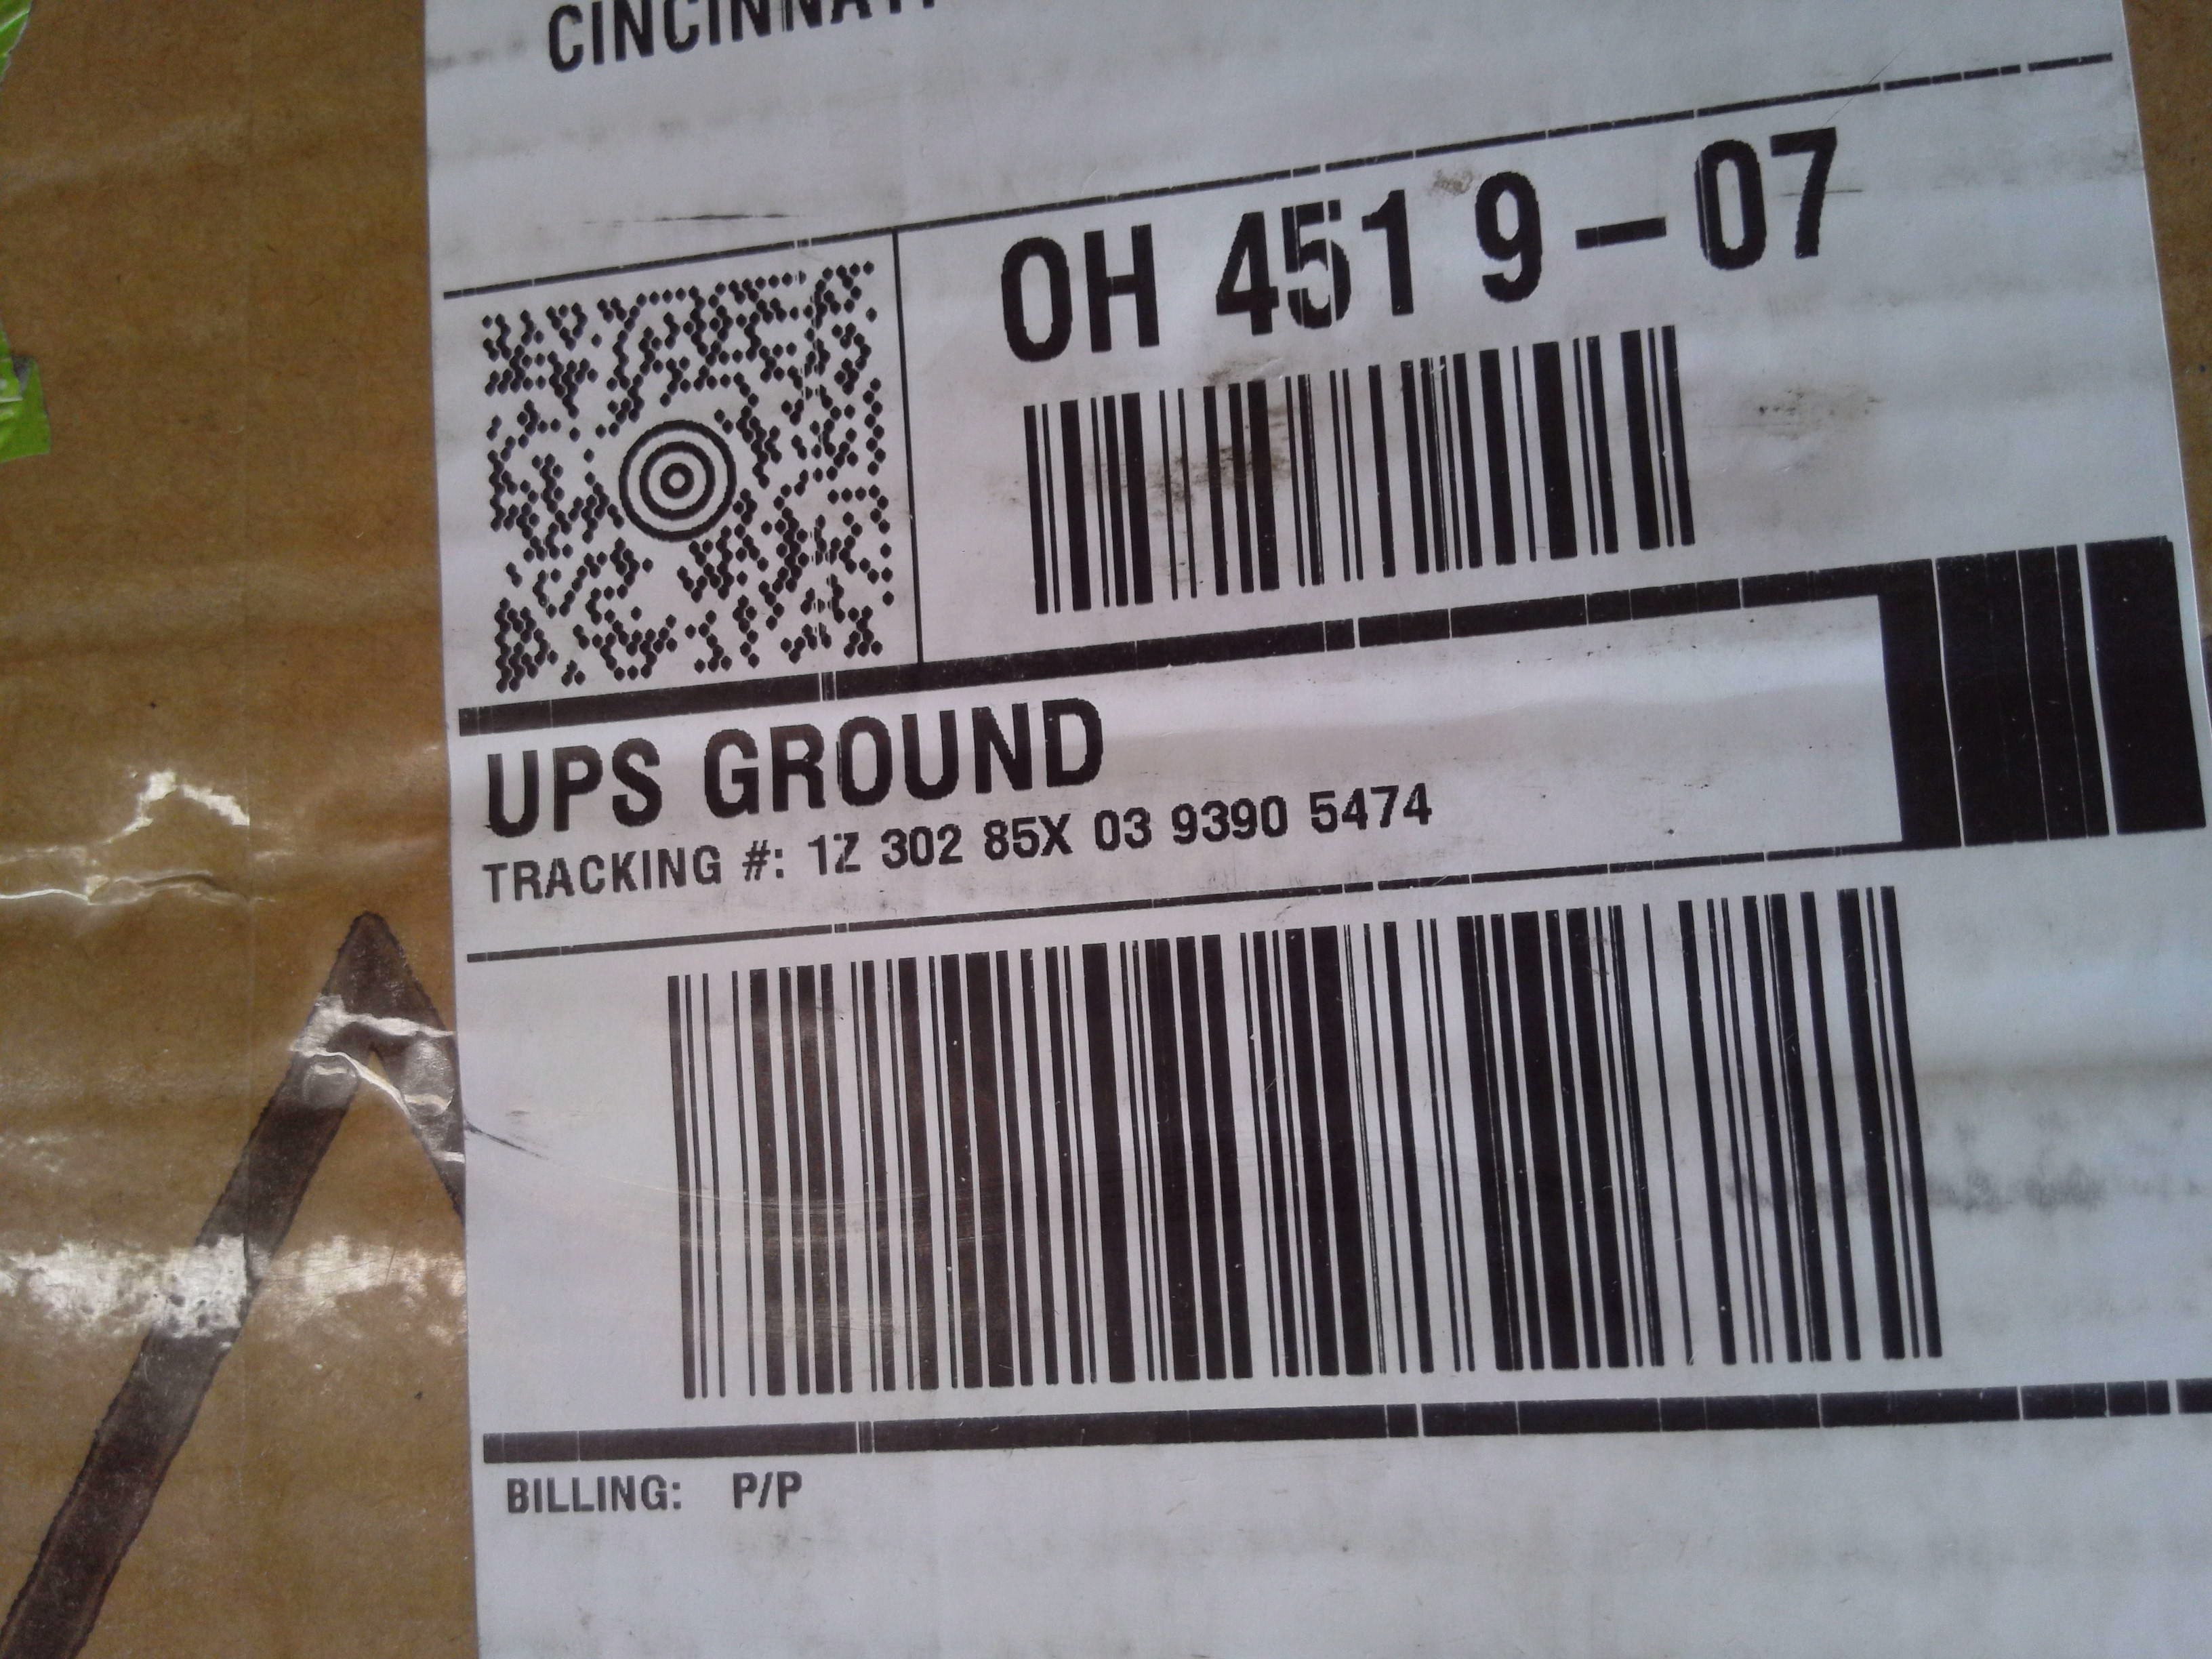 CINCINNATI
OH 451 9-07
UPS GROUND
TRACKING #: 1Z 302 85X 03 9390 5474
BILLING: P/P